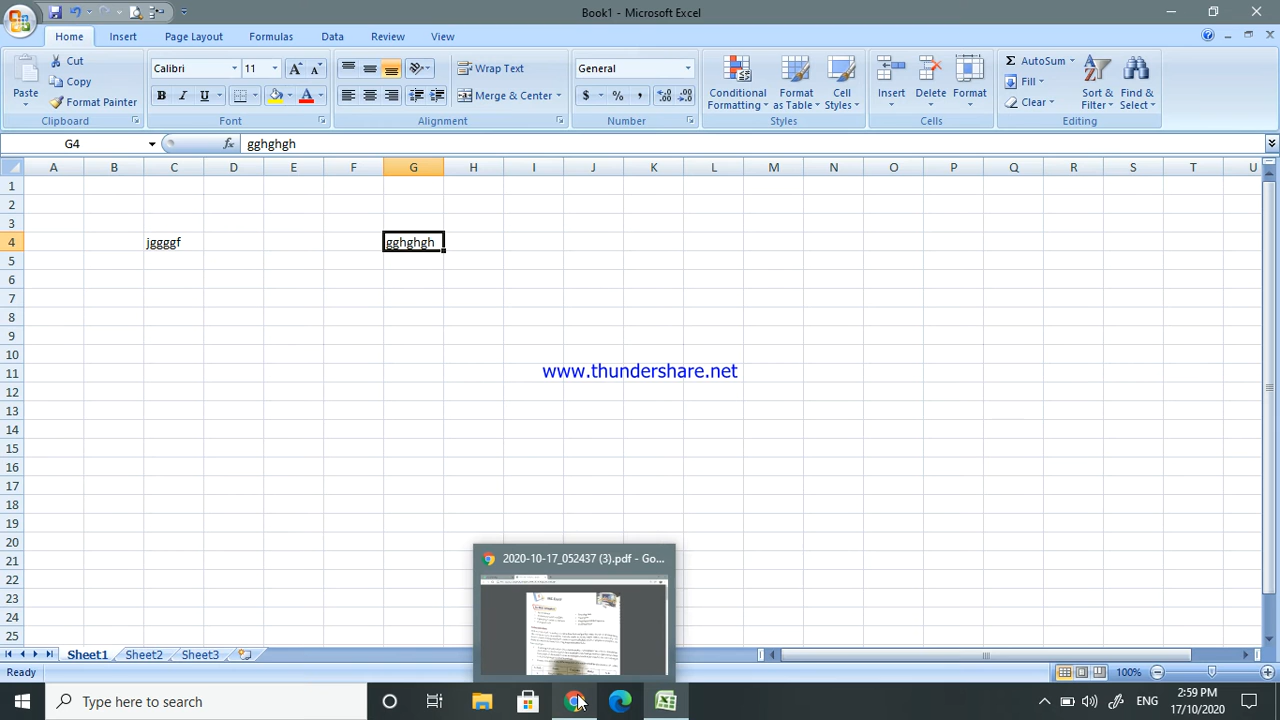 Book1 - Microsoft Excel
Home Insert Page Layout Formulas Data Review View
Paste Cut Copy Format Painter Clipboard
Calibri 11 B I U A A A Font
Wrap Text Merge & Center Alignment
General $ % , Number
Conditional Formatting Format as Table Cell Styles Styles
Insert Delete Format Cells
Σ AutoSum Fill Clear Sort & Filter Find & Select Editing
G4 fx gghghgh
A B C D E F G H I J K L M N O P Q R S T U
1
2
3
4 jggggf gghghgh
5
6
7
8
9
10
11 www.thundershare.net
12
13
14
15
16
17
18
19
20
21
22
23
24
25
2020-10-17_052437 (3).pdf - Go...
Sheet1 Sheet2 Sheet3
Ready 100%
Type here to search
ENG 2:59 PM
17/10/2020